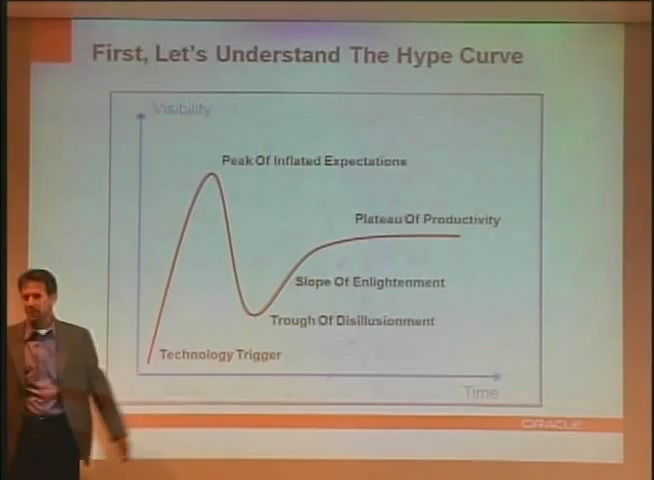 First, Let's Understand The Hype Curve
Visibility
Peak Of Inflated Expectations
Plateau Of Productivity
Slope Of Enlightenment
Trough Of Disillusionment
Technology Trigger
Time
ORACLE